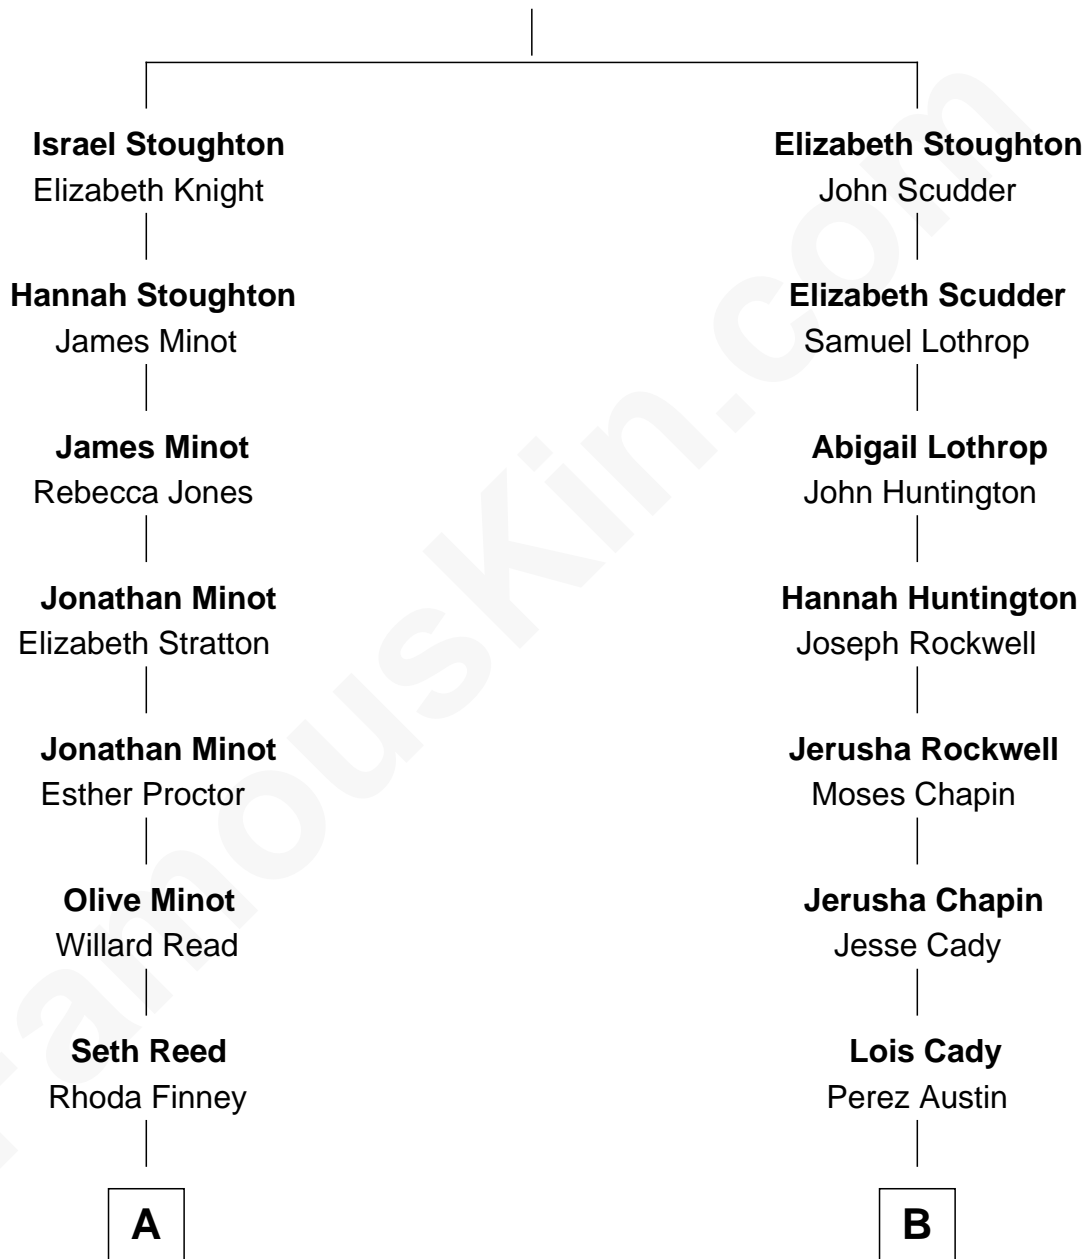 Israel Stoughton
Elizabeth Knight
Hannah Stoughton
James Minot
James Minot
Rebecca Jones
Jonathan Minot
Elizabeth Stratton
Jonathan Minot
Esther Proctor
Olive Minot
Willard Read
Seth Reed
Rhoda Finney
A
Elizabeth Stoughton
John Scudder
Elizabeth Scudder
Samuel Lothrop
Abigail Lothrop
John Huntington
Hannah Huntington
Joseph Rockwell
Jerusha Rockwell
Moses Chapin
Jerusha Chapin
Jesse Cady
Lois Cady
Perez Austin
B
FamousKin.com